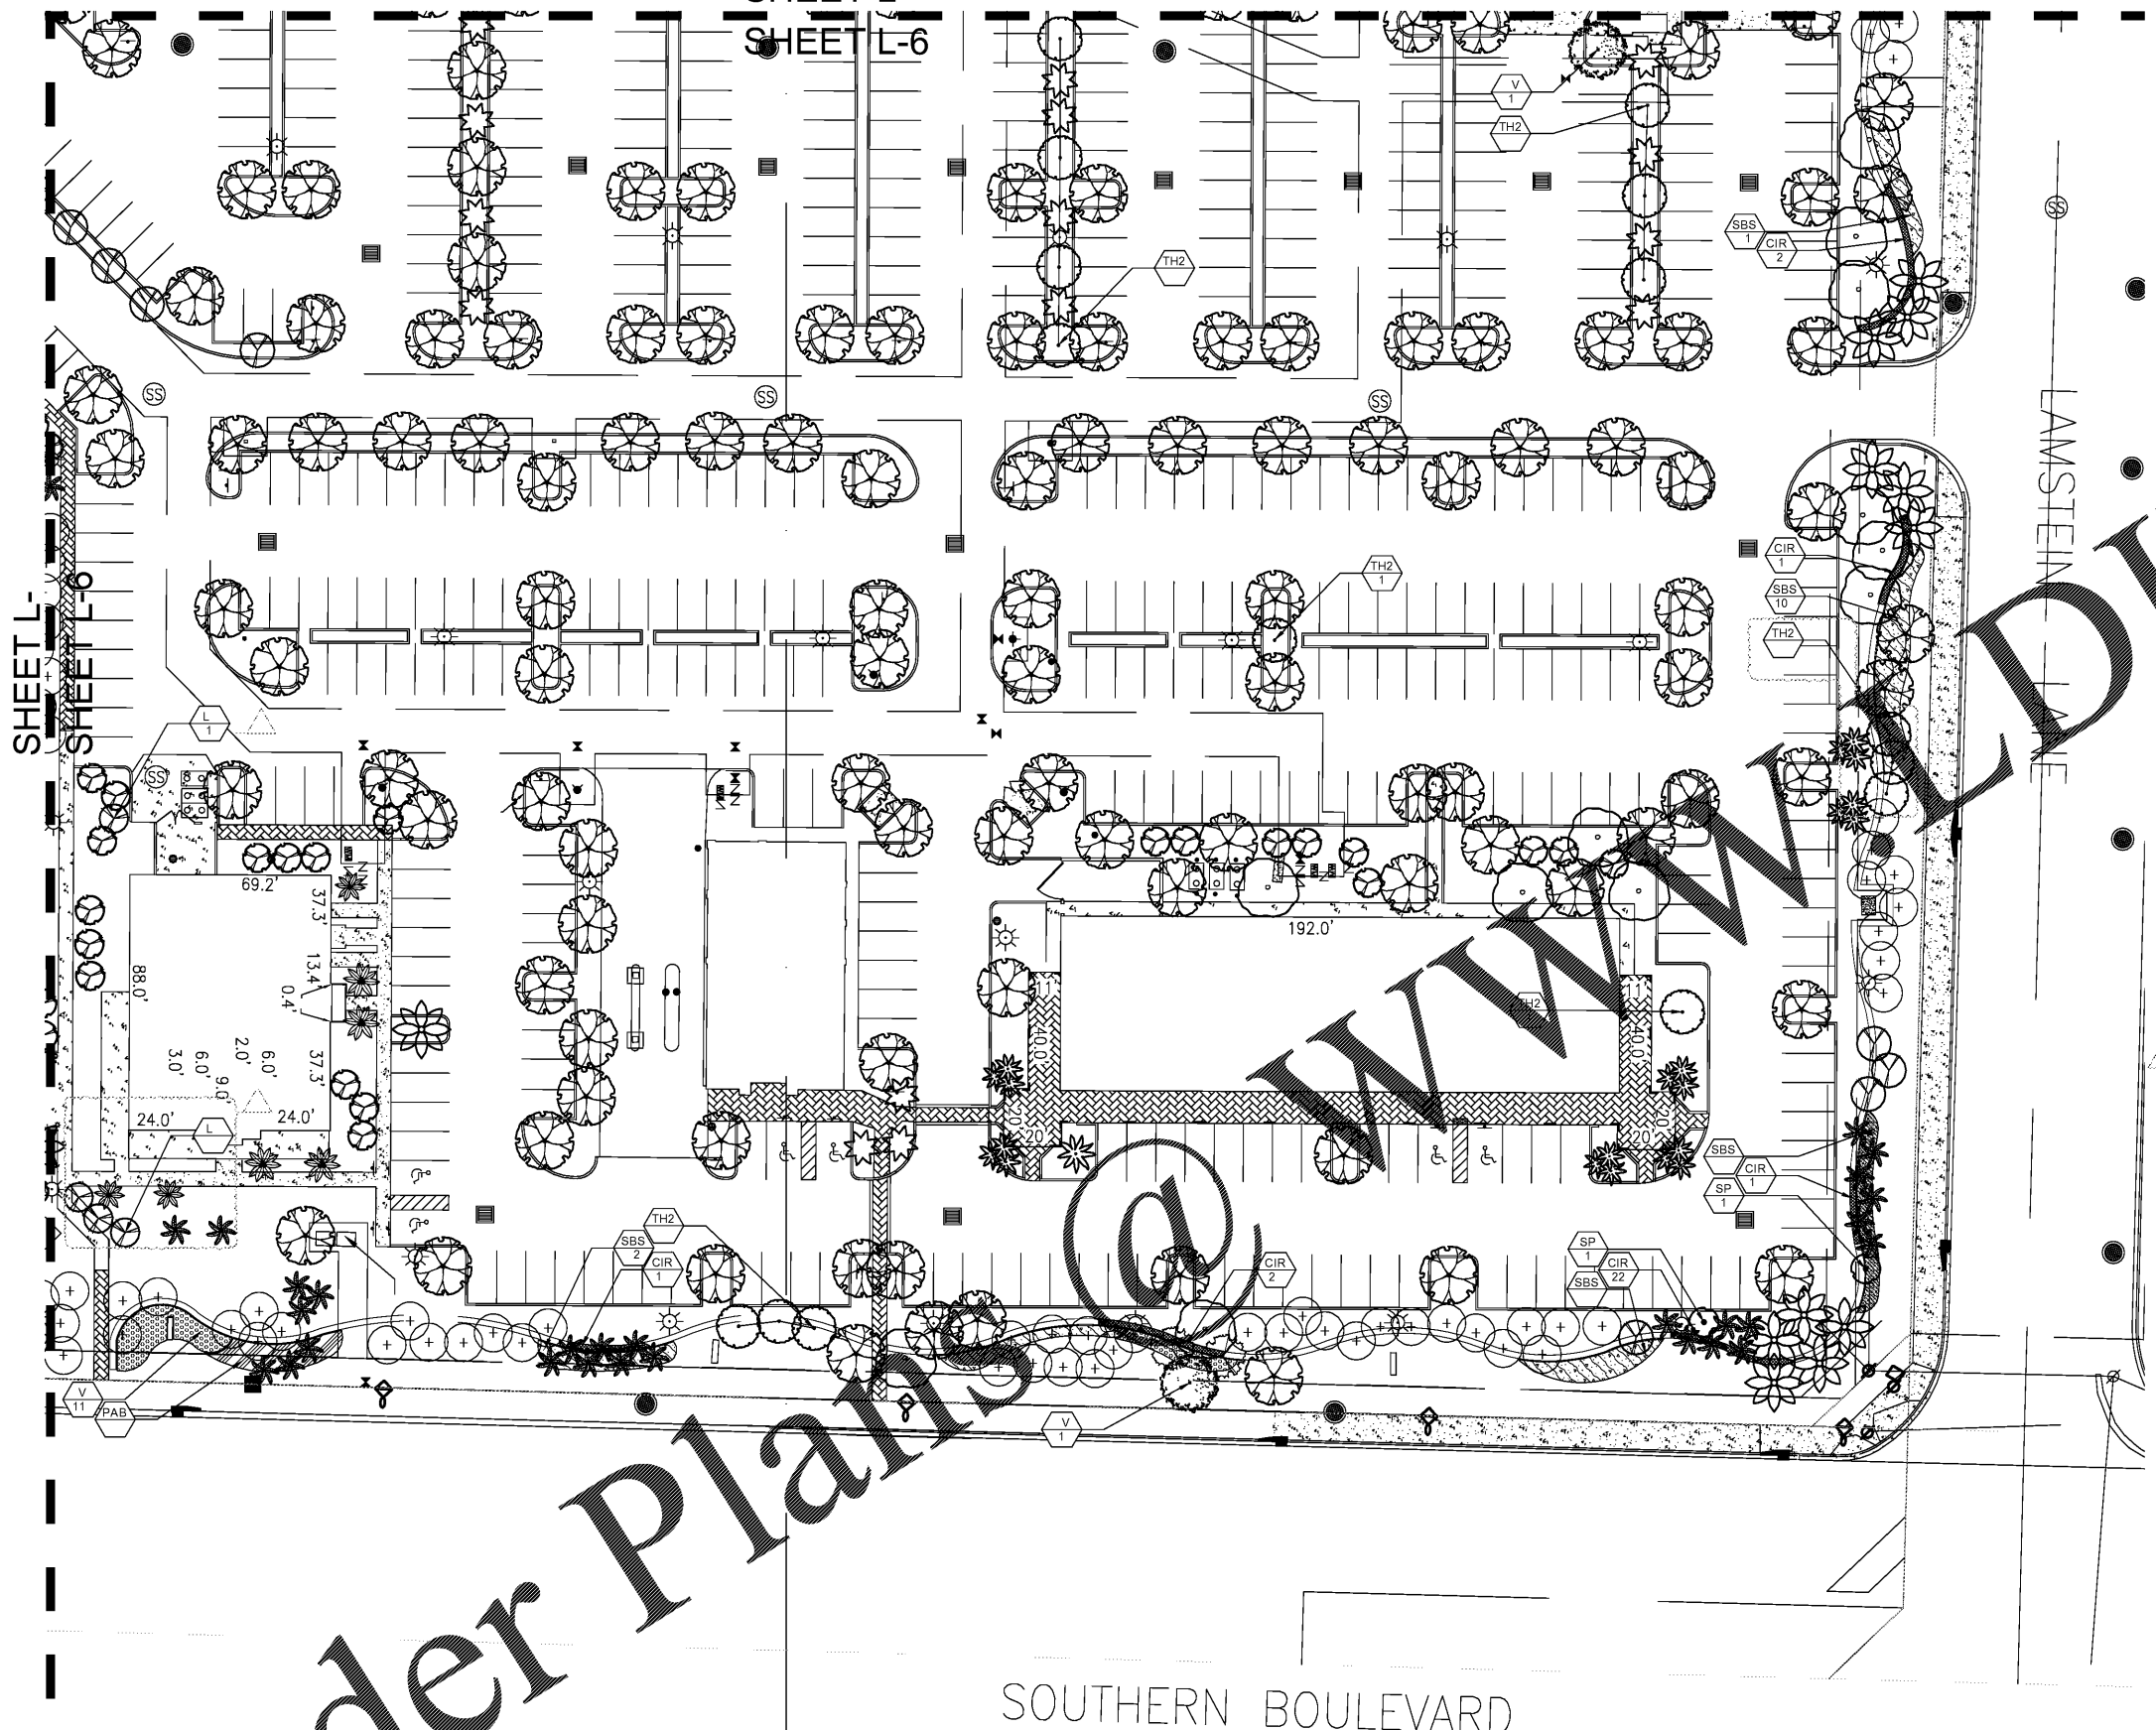 SHEET L-6
V
1
TH2
SS
SBS
1
CIR
2
TH2
SS
SS
SS
LAMSTEIN LANE
CIR
1
SBS
10
TH2
TH2
1
SHEET L-
SHEET L-6
L
1
SS
69.2'
37.3'
13.4'
0.4'
88.0'
192.0'
11
11
40.0'
40.0'
2.0'
6.0'
37.3'
3.0'
6.0'
9.0'
24.0'
24.0'
L
20'
20'
20'
20'
SBS
CIR
1
SP
1
TH2
SBS
2
CIR
1
CIR
2
SP
1
CIR
22
SBS
V
11
PAB
V
1
der Plans @ WWW.LD
SOUTHERN BOULEVARD